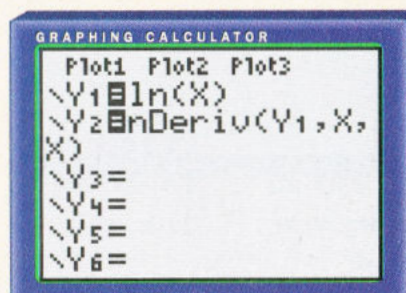 GRAPHING CALCULATOR
Plot1 Plot2 Plot3
\Y1=ln(X)
\Y2=nDeriv(Y1,X,
X)
\Y3=
\Y4=
\Y5=
\Y6=